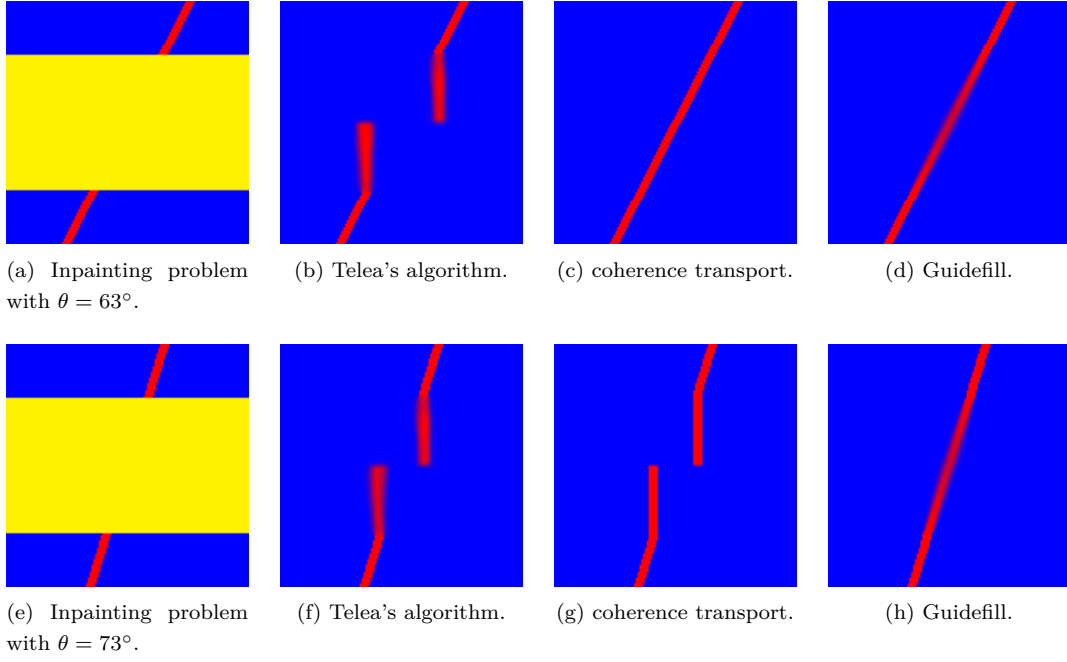 (a) Inpainting problem
with θ = 63°.
(b) Telea's algorithm.
(c) coherence transport.
(d) Guidefill.
(e) Inpainting problem
with θ = 73°.
(f) Telea's algorithm.
(g) coherence transport.
(h) Guidefill.